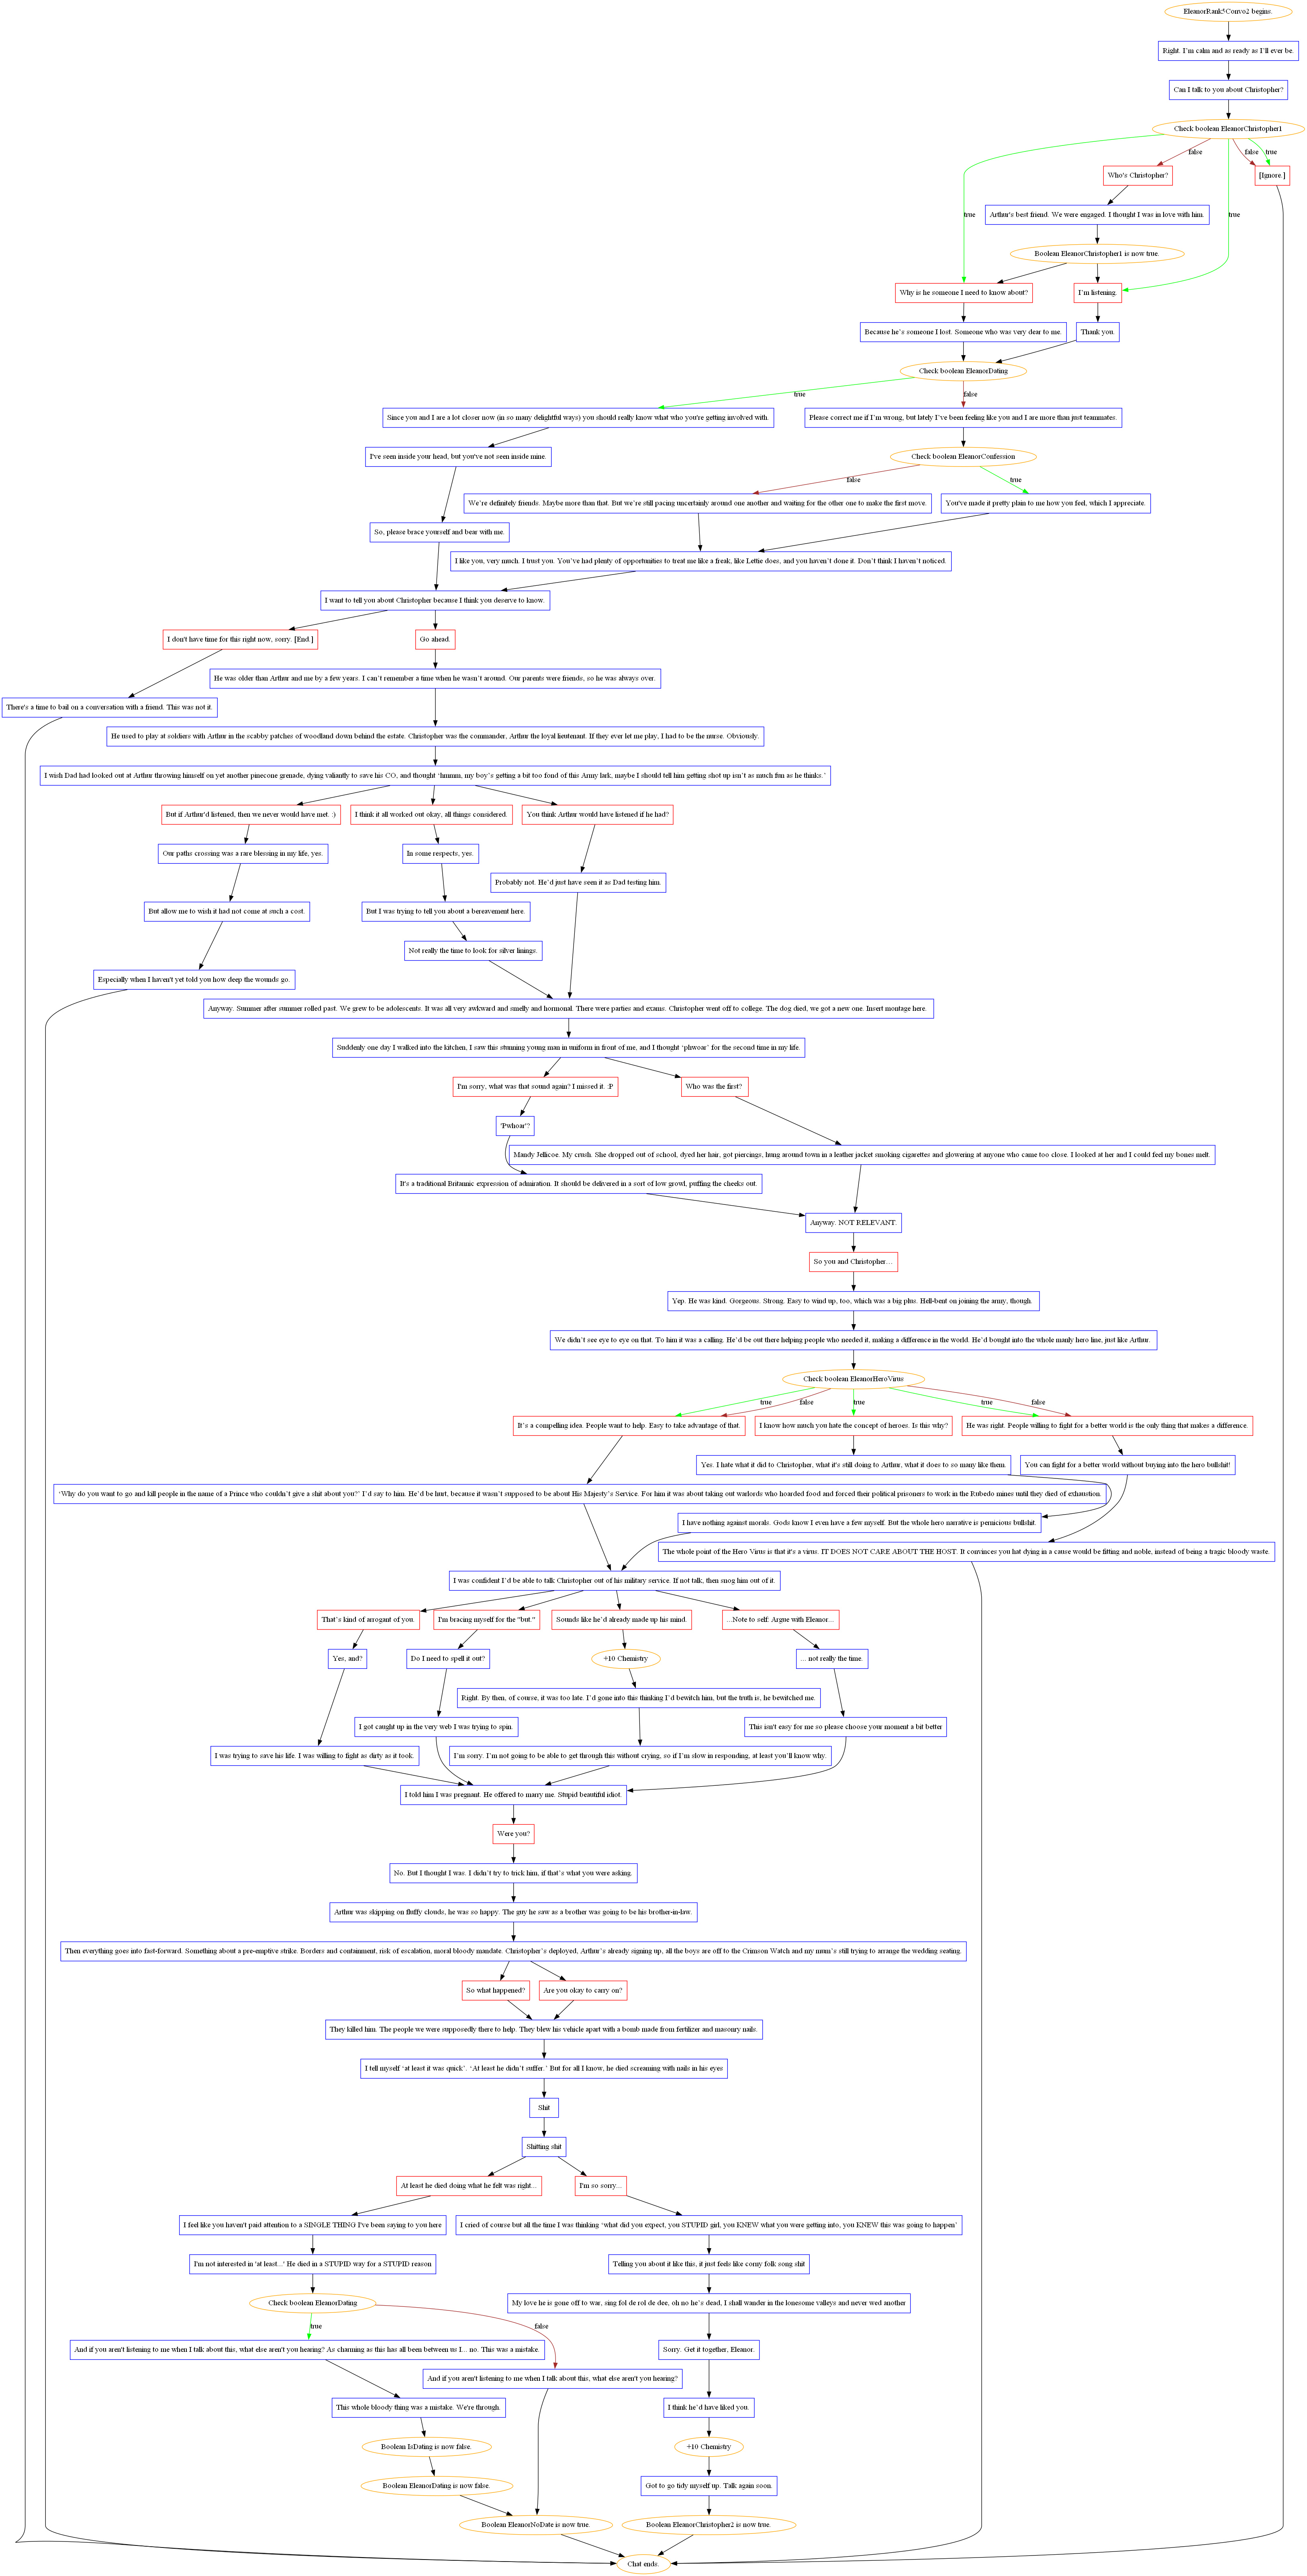 EleanorRank5Convo2 begins.
Right. I’m calm and as ready as I’ll ever be.
Can I talk to you about Christopher?
Check boolean EleanorChristopher1
false
false
true
Who's Christopher?
[Ignore.]
Arthur's best friend. We were engaged. I thought I was in love with him.
true
true
Boolean EleanorChristopher1 is now true.
Why is he someone I need to know about?
I’m listening.
Because he’s someone I lost. Someone who was very dear to me.
Thank you.
Check boolean EleanorDating
true
false
Since you and I are a lot closer now (in so many delightful ways) you should really know what who you're getting involved with.
Please correct me if I’m wrong, but lately I’ve been feeling like you and I are more than just teammates.
I've seen inside your head, but you've not seen inside mine.
Check boolean EleanorConfession
false
true
We’re definitely friends. Maybe more than that. But we’re still pacing uncertainly around one another and waiting for the other one to make the first move.
You've made it pretty plain to me how you feel, which I appreciate.
So, please brace yourself and bear with me.
I like you, very much. I trust you. You’ve had plenty of opportunities to treat me like a freak, like Lettie does, and you haven’t done it. Don’t think I haven’t noticed.
I want to tell you about Christopher because I think you deserve to know.
I don't have time for this right now, sorry. [End.]
Go ahead.
He was older than Arthur and me by a few years. I can’t remember a time when he wasn’t around. Our parents were friends, so he was always over.
There's a time to bail on a conversation with a friend. This was not it.
He used to play at soldiers with Arthur in the scabby patches of woodland down behind the estate. Christopher was the commander, Arthur the loyal lieutenant. If they ever let me play, I had to be the nurse. Obviously.
I wish Dad had looked out at Arthur throwing himself on yet another pinecone grenade, dying valiantly to save his CO, and thought ‘hmmm, my boy’s getting a bit too fond of this Army lark, maybe I should tell him getting shot up isn’t as much fun as he thinks.’
But if Arthur'd listened, then we never would have met. :)
I think it all worked out okay, all things considered.
You think Arthur would have listened if he had?
Our paths crossing was a rare blessing in my life, yes.
In some respects, yes.
Probably not. He’d just have seen it as Dad testing him.
But allow me to wish it had not come at such a cost.
But I was trying to tell you about a bereavement here.
Not really the time to look for silver linings.
Especially when I haven't yet told you how deep the wounds go.
Anyway. Summer after summer rolled past. We grew to be adolescents. It was all very awkward and smelly and hormonal. There were parties and exams. Christopher went off to college. The dog died, we got a new one. Insert montage here.
Suddenly one day I walked into the kitchen, I saw this stunning young man in uniform in front of me, and I thought ‘phwoar’ for the second time in my life.
I'm sorry, what was that sound again? I missed it. :P
Who was the first?
'Pwhoar'?
Mandy Jellicoe. My crush. She dropped out of school, dyed her hair, got piercings, hung around town in a leather jacket smoking cigarettes and glowering at anyone who came too close. I looked at her and I could feel my bones melt.
It's a traditional Britannic expression of admiration. It should be delivered in a sort of low growl, puffing the cheeks out.
Anyway. NOT RELEVANT.
So you and Christopher…
Yep. He was kind. Gorgeous. Strong. Easy to wind up, too, which was a big plus. Hell-bent on joining the army, though.
We didn’t see eye to eye on that. To him it was a calling. He’d be out there helping people who needed it, making a difference in the world. He’d bought into the whole manly hero line, just like Arthur.
Check boolean EleanorHeroVirus
true
false
true
true
false
It’s a compelling idea. People want to help. Easy to take advantage of that.
I know how much you hate the concept of heroes. Is this why?
He was right. People willing to fight for a better world is the only thing that makes a difference.
Yes. I hate what it did to Christopher, what it's still doing to Arthur, what it does to so many like them.
You can fight for a better world without buying into the hero bullshit!
‘Why do you want to go and kill people in the name of a Prince who couldn’t give a shit about you?’ I’d say to him. He’d be hurt, because it wasn’t supposed to be about His Majesty’s Service. For him it was about taking out warlords who hoarded food and forced their political prisoners to work in the Rubedo mines until they died of exhaustion.
I have nothing against morals. Gods know I even have a few myself. But the whole hero narrative is pernicious bullshit.
The whole point of the Hero Virus is that it's a virus. IT DOES NOT CARE ABOUT THE HOST. It convinces you hat dying in a cause would be fitting and noble, instead of being a tragic bloody waste.
I was confident I’d be able to talk Christopher out of his military service. If not talk, then snog him out of it.
That’s kind of arrogant of you.
I'm bracing myself for the "but."
Sounds like he’d already made up his mind.
...Note to self: Argue with Eleanor...
Yes, and?
Do I need to spell it out?
+10 Chemistry
... not really the time.
Right. By then, of course, it was too late. I’d gone into this thinking I’d bewitch him, but the truth is, he bewitched me.
I got caught up in the very web I was trying to spin.
This isn't easy for me so please choose your moment a bit better
I was trying to save his life. I was willing to fight as dirty as it took.
I’m sorry. I’m not going to be able to get through this without crying, so if I’m slow in responding, at least you’ll know why.
I told him I was pregnant. He offered to marry me. Stupid beautiful idiot.
Were you?
No. But I thought I was. I didn’t try to trick him, if that’s what you were asking.
Arthur was skipping on fluffy clouds, he was so happy. The guy he saw as a brother was going to be his brother-in-law.
Then everything goes into fast-forward. Something about a pre-emptive strike. Borders and containment, risk of escalation, moral bloody mandate. Christopher’s deployed, Arthur’s already signing up, all the boys are off to the Crimson Watch and my mum’s still trying to arrange the wedding seating.
So what happened?
Are you okay to carry on?
They killed him. The people we were supposedly there to help. They blew his vehicle apart with a bomb made from fertilizer and masonry nails.
I tell myself ‘at least it was quick’. ‘At least he didn’t suffer.’ But for all I know, he died screaming with nails in his eyes
Shit
Shitting shit
At least he died doing what he felt was right...
I'm so sorry...
I feel like you haven't paid attention to a SINGLE THING I've been saying to you here
I cried of course but all the time I was thinking ‘what did you expect, you STUPID girl, you KNEW what you were getting into, you KNEW this was going to happen’
I'm not interested in 'at least...' He died in a STUPID way for a STUPID reason
Telling you about it like this, it just feels like corny folk song shit
Check boolean EleanorDating
My love he is gone off to war, sing fol de rol de dee, oh no he’s dead, I shall wander in the lonesome valleys and never wed another
true
false
And if you aren't listening to me when I talk about this, what else aren't you hearing? As charming as this has all been between us I... no. This was a mistake.
Sorry. Get it together, Eleanor.
And if you aren't listening to me when I talk about this, what else aren't you hearing?
This whole bloody thing was a mistake. We're through.
I think he’d have liked you.
Boolean IsDating is now false.
+10 Chemistry
Boolean EleanorDating is now false.
Got to go tidy myself up. Talk again soon.
Boolean EleanorNoDate is now true.
Boolean EleanorChristopher2 is now true.
Chat ends.